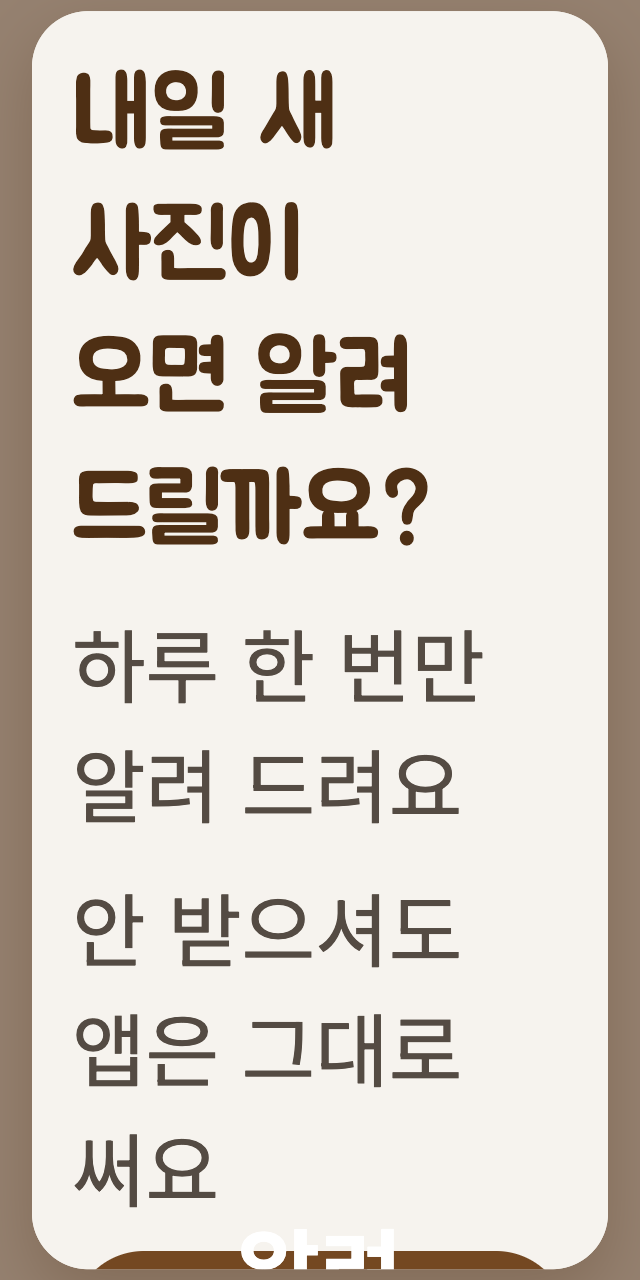 내일 새
사진이
오면 알려
드릴까요?
하루 한 번만
알려 드려요
안 받으셔도
앱은 그대로
써요